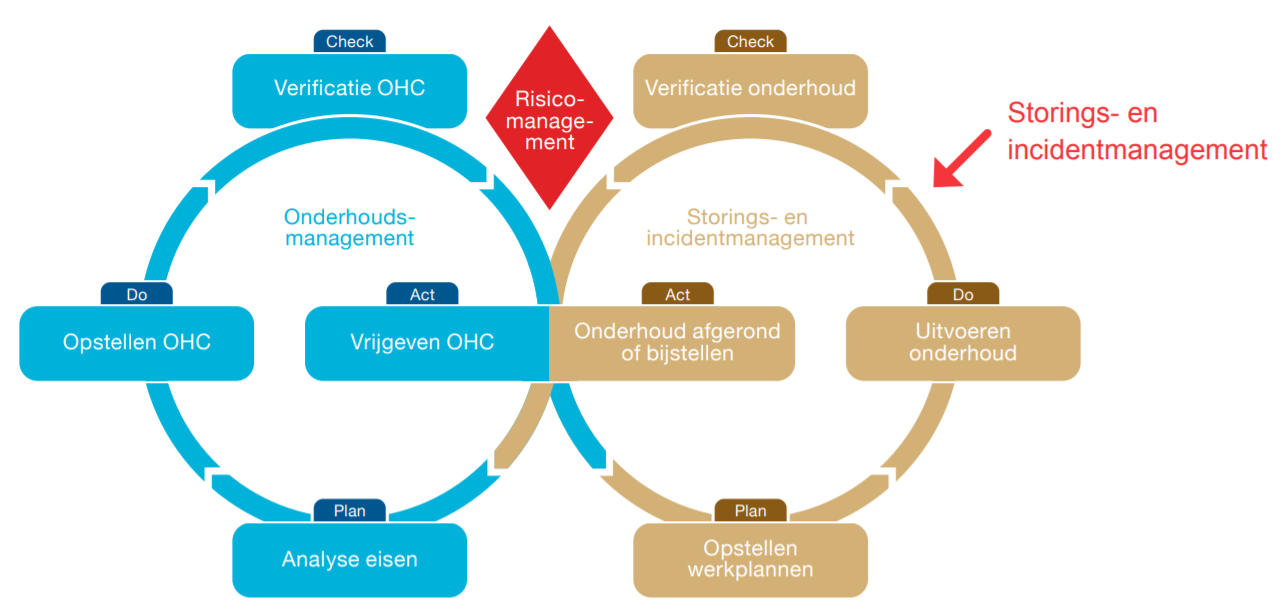 Check
Verificatie OHC
Risico-
manage-
ment
Check
Verificatie onderhoud
Storings- en
incidentmanagement
Onderhouds-
management
Storings- en
incidentmanagement
Do
Opstellen OHC
Act
Vrijgeven OHC
Act
Onderhoud afgerond
of bijstellen
Do
Uitvoeren
onderhoud
Plan
Analyse eisen
Plan
Opstellen
werkplannen